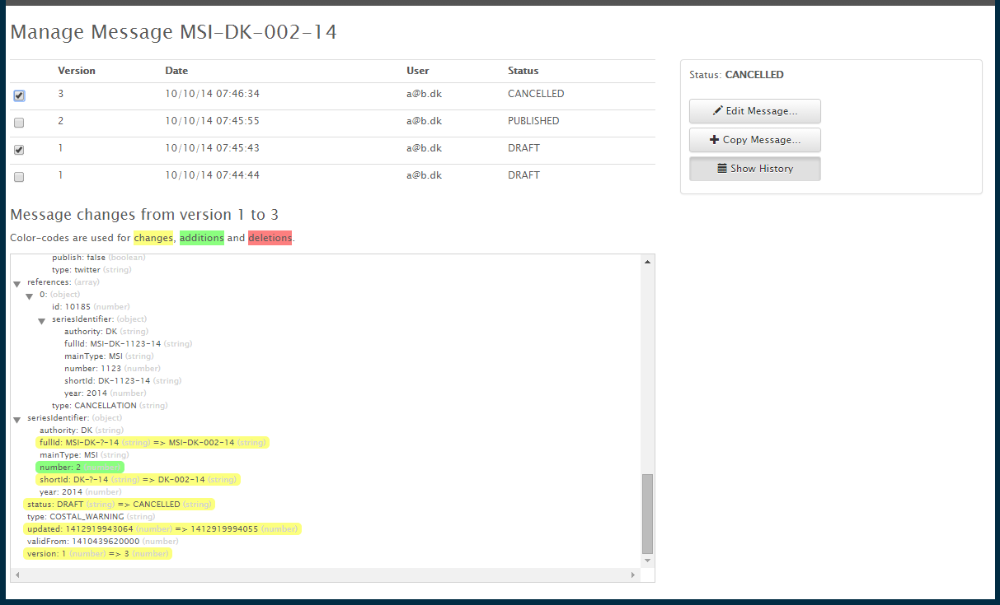 Manage Message MSI-DK-002-14
Version Date User Status
3 10/10/14 07:46:34 a@b.dk CANCELLED
2 10/10/14 07:45:55 a@b.dk PUBLISHED
1 10/10/14 07:45:43 a@b.dk DRAFT
1 10/10/14 07:44:44 a@b.dk DRAFT
Status: CANCELLED
Edit Message...
Copy Message...
Show History
Message changes from version 1 to 3
Color-codes are used for changes, additions and deletions.
publish: false (boolean)
type: twitter (string)
references: (array)
0: (object)
id: 10185 (number)
seriesIdentifier: (object)
authority: DK (string)
fullId: MSI-DK-1123-14 (string)
mainType: MSI (string)
number: 1123 (number)
shortId: DK-1123-14 (string)
year: 2014 (number)
type: CANCELLATION (string)
seriesIdentifier: (object)
authority: DK (string)
fullId: MSI-DK-?-14 (string) => MSI-DK-002-14 (string)
mainType: MSI (string)
number: 2 (number)
shortId: DK-?-14 (string) => DK-002-14 (string)
year: 2014 (number)
status: DRAFT (string) => CANCELLED (string)
type: COSTAL_WARNING (string)
updated: 1412919943064 (number) => 1412919994055 (number)
validFrom: 1410439620000 (number)
version: 1 (number) => 3 (number)